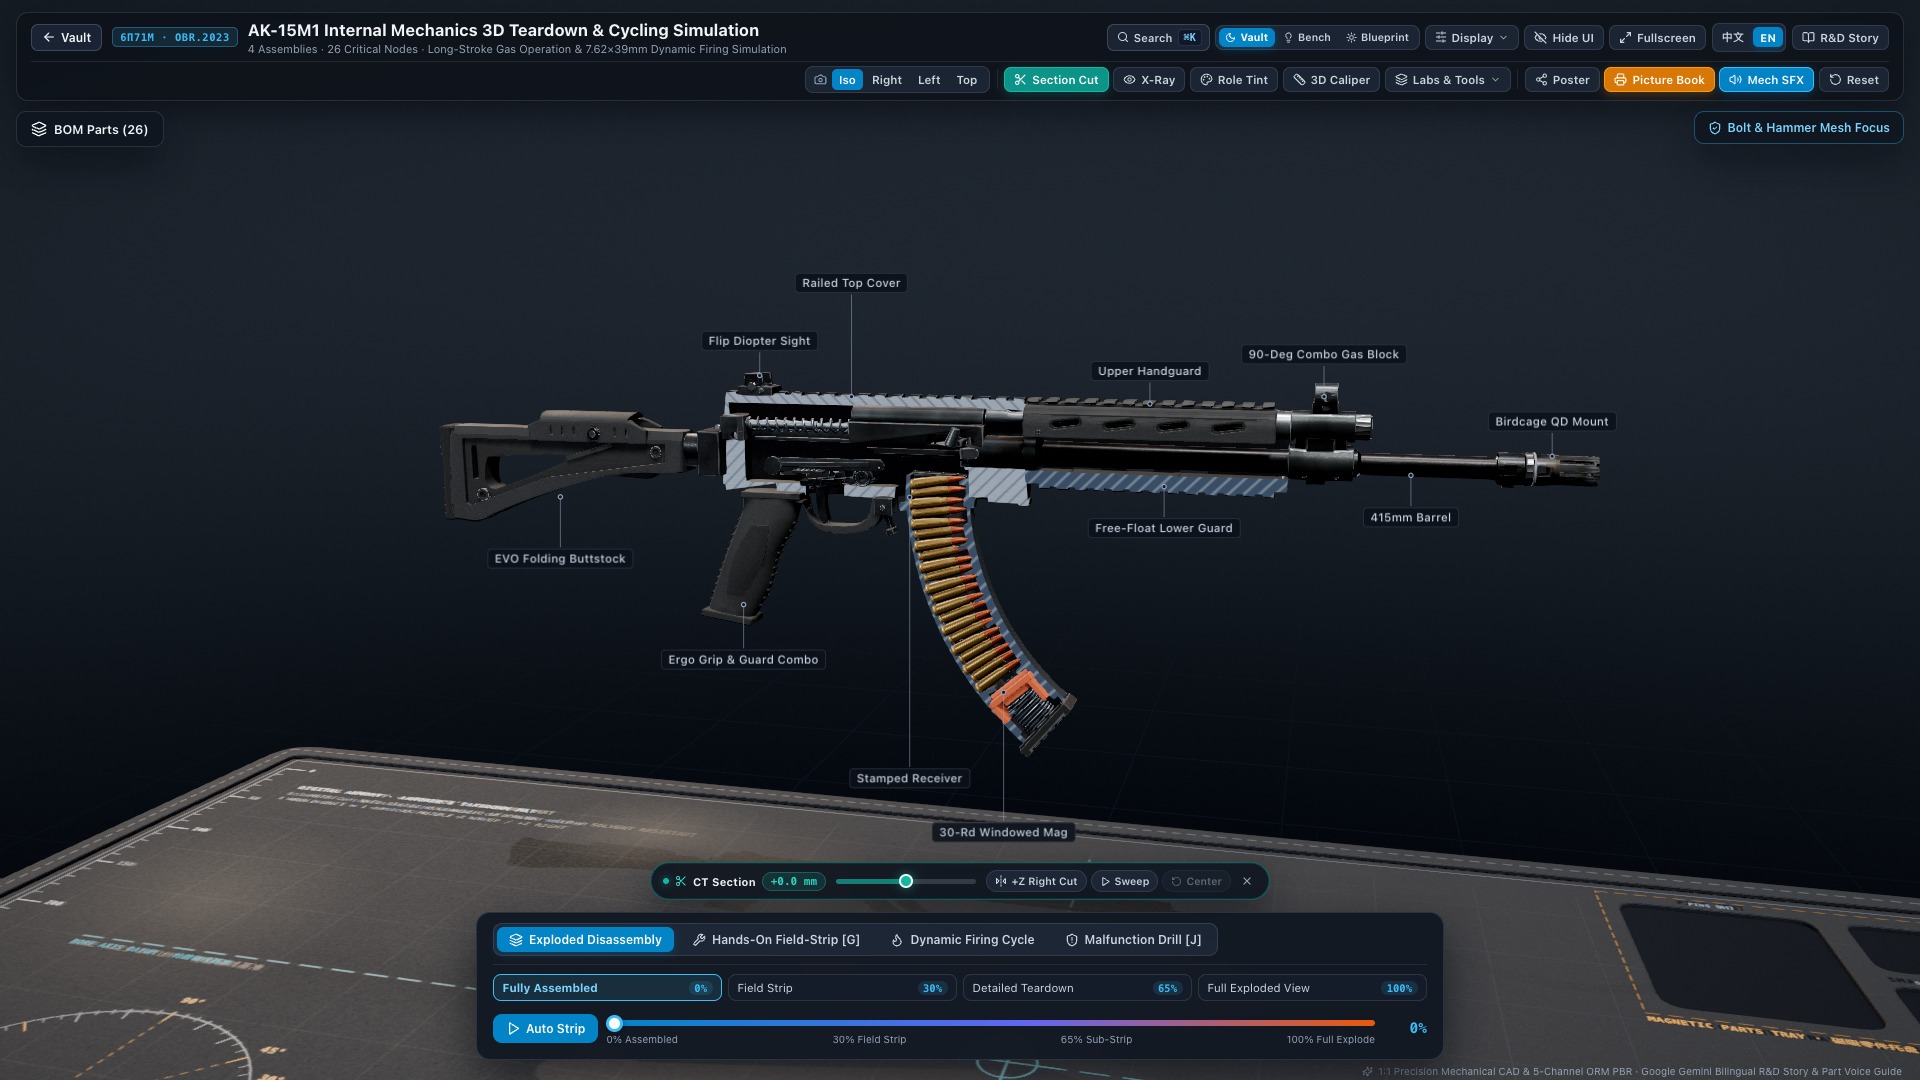 Vault
6П71М · OBR.2023
AK-15M1 Internal Mechanics 3D Teardown & Cycling Simulation
4 Assemblies · 26 Critical Nodes · Long-Stroke Gas Operation & 7.62×39mm Dynamic Firing Simulation
Search ⌘K
Vault
Bench
Blueprint
Display
Hide UI
Fullscreen
中文
EN
R&D Story
Iso
Right
Left
Top
Section Cut
X-Ray
Role Tint
3D Caliper
Labs & Tools
Poster
Picture Book
Mech SFX
Reset
BOM Parts (26)
Bolt & Hammer Mesh Focus
Railed Top Cover
Flip Diopter Sight
90-Deg Combo Gas Block
Upper Handguard
Birdcage QD Mount
415mm Barrel
Free-Float Lower Guard
EVO Folding Buttstock
Ergo Grip & Guard Combo
Stamped Receiver
30-Rd Windowed Mag
CT Section
+0.0 mm
+Z Right Cut
Sweep
Center
Exploded Disassembly
Hands-On Field-Strip [G]
Dynamic Firing Cycle
Malfunction Drill [J]
Fully Assembled 0%
Field Strip 30%
Detailed Teardown 65%
Full Exploded View 100%
Auto Strip
0%
0% Assembled
30% Field Strip
65% Sub-Strip
100% Full Explode
MAGNETIC PARTS TRAY
90°
45°
1:1 Precision Mechanical CAD & 5-Channel ORM PBR · Google Gemini Bilingual R&D Story & Part Voice Guide